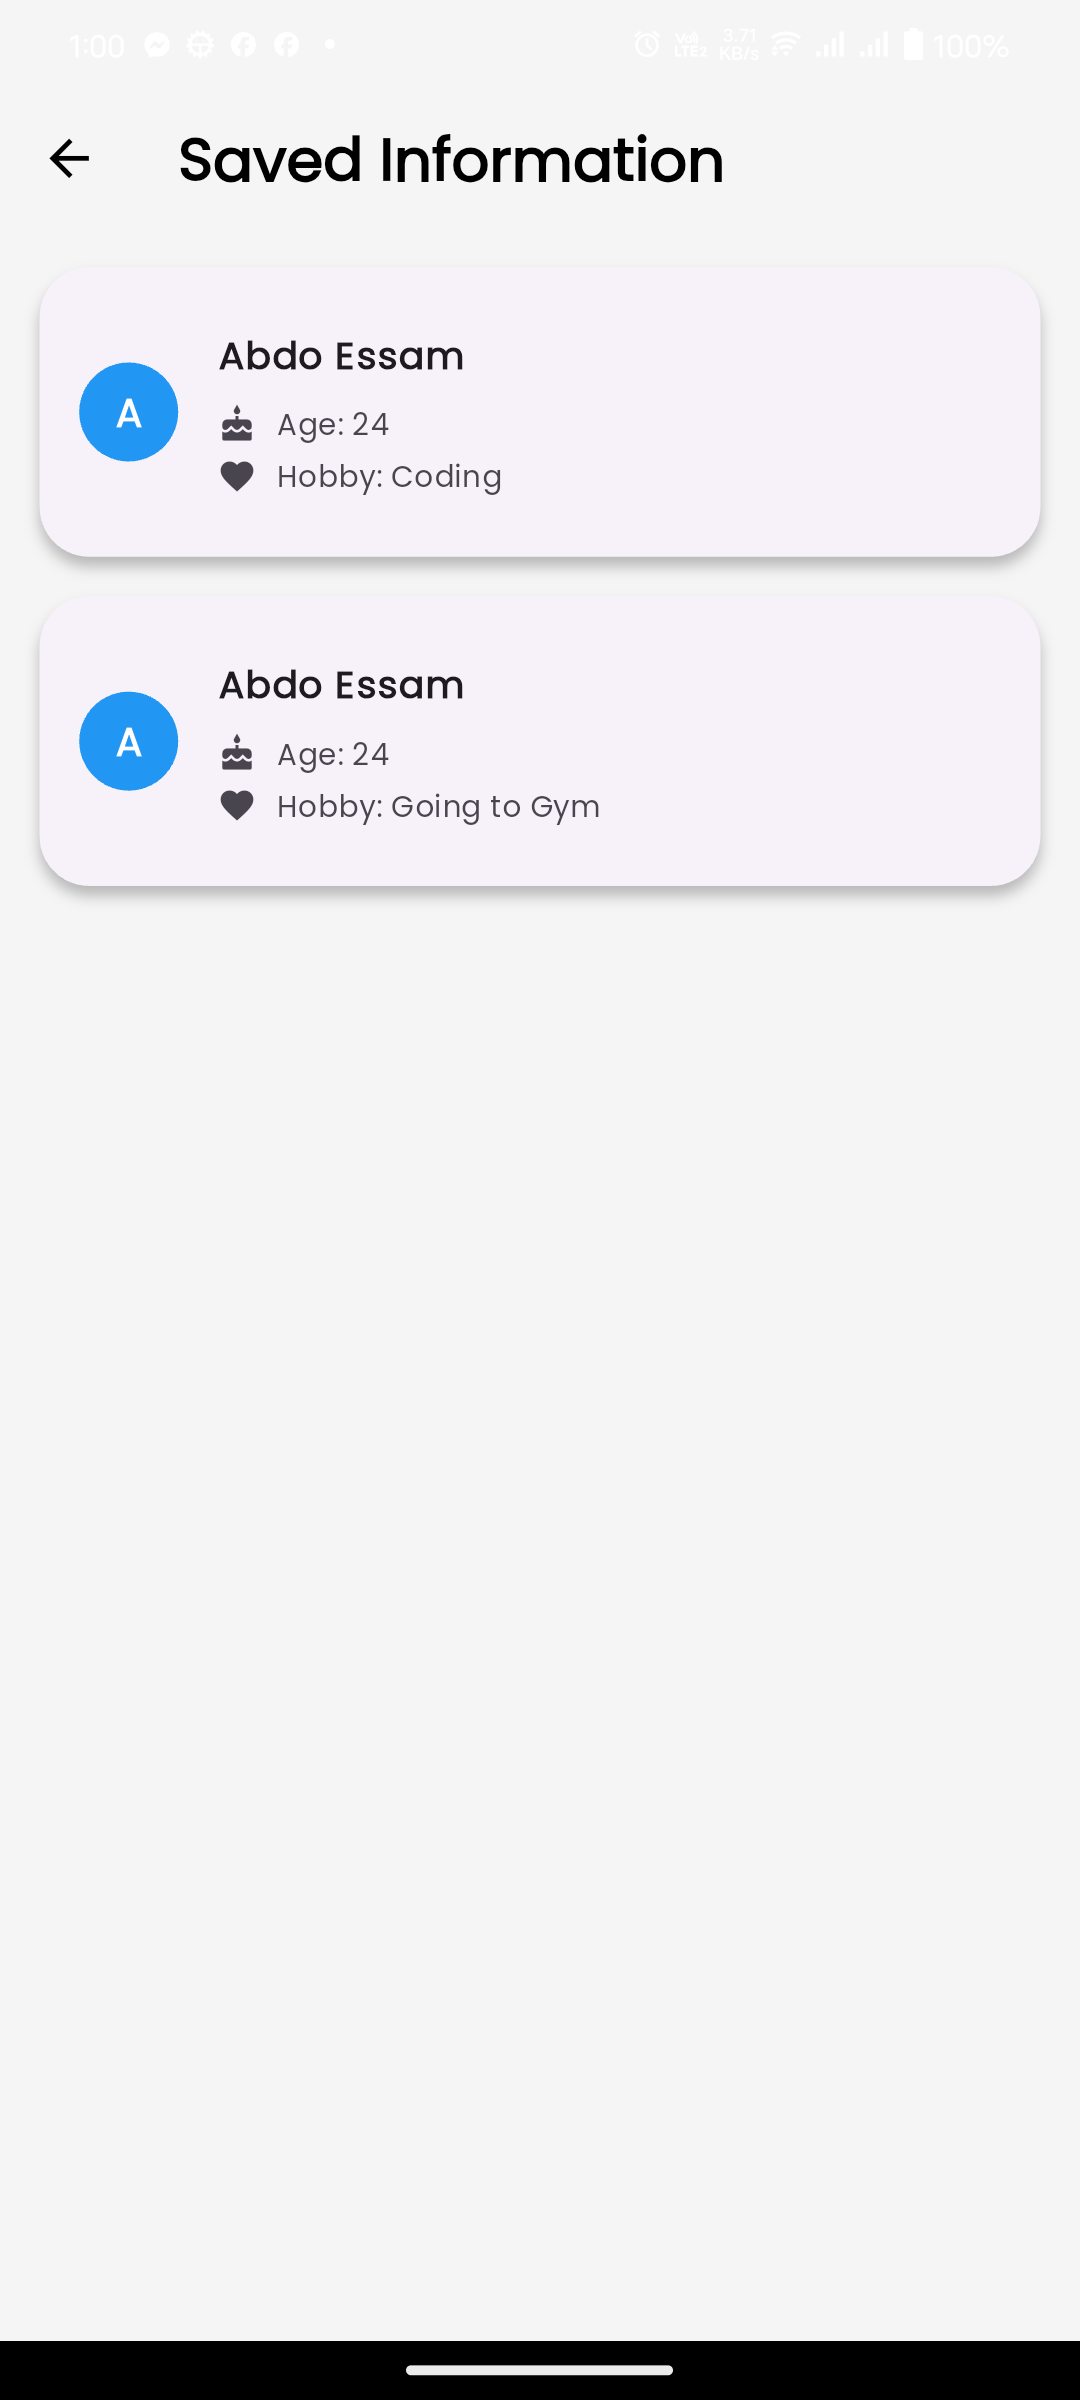 1:00 Vo)) LTE2 3.71 KB/s 100%
Saved Information
A
Abdo Essam
Age: 24
Hobby: Coding
A
Abdo Essam
Age: 24
Hobby: Going to Gym